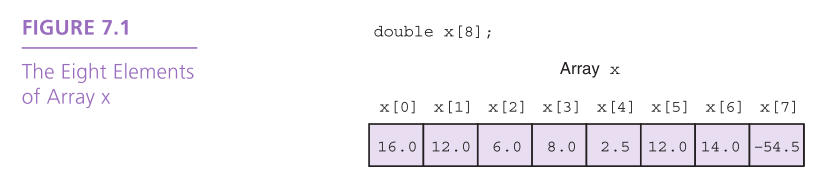 FIGURE 7.1
The Eight Elements
of Array x
double x[8];
Array x
x[0] x[1] x[2] x[3] x[4] x[5] x[6] x[7]
16.0 12.0 6.0 8.0 2.5 12.0 14.0 -54.5